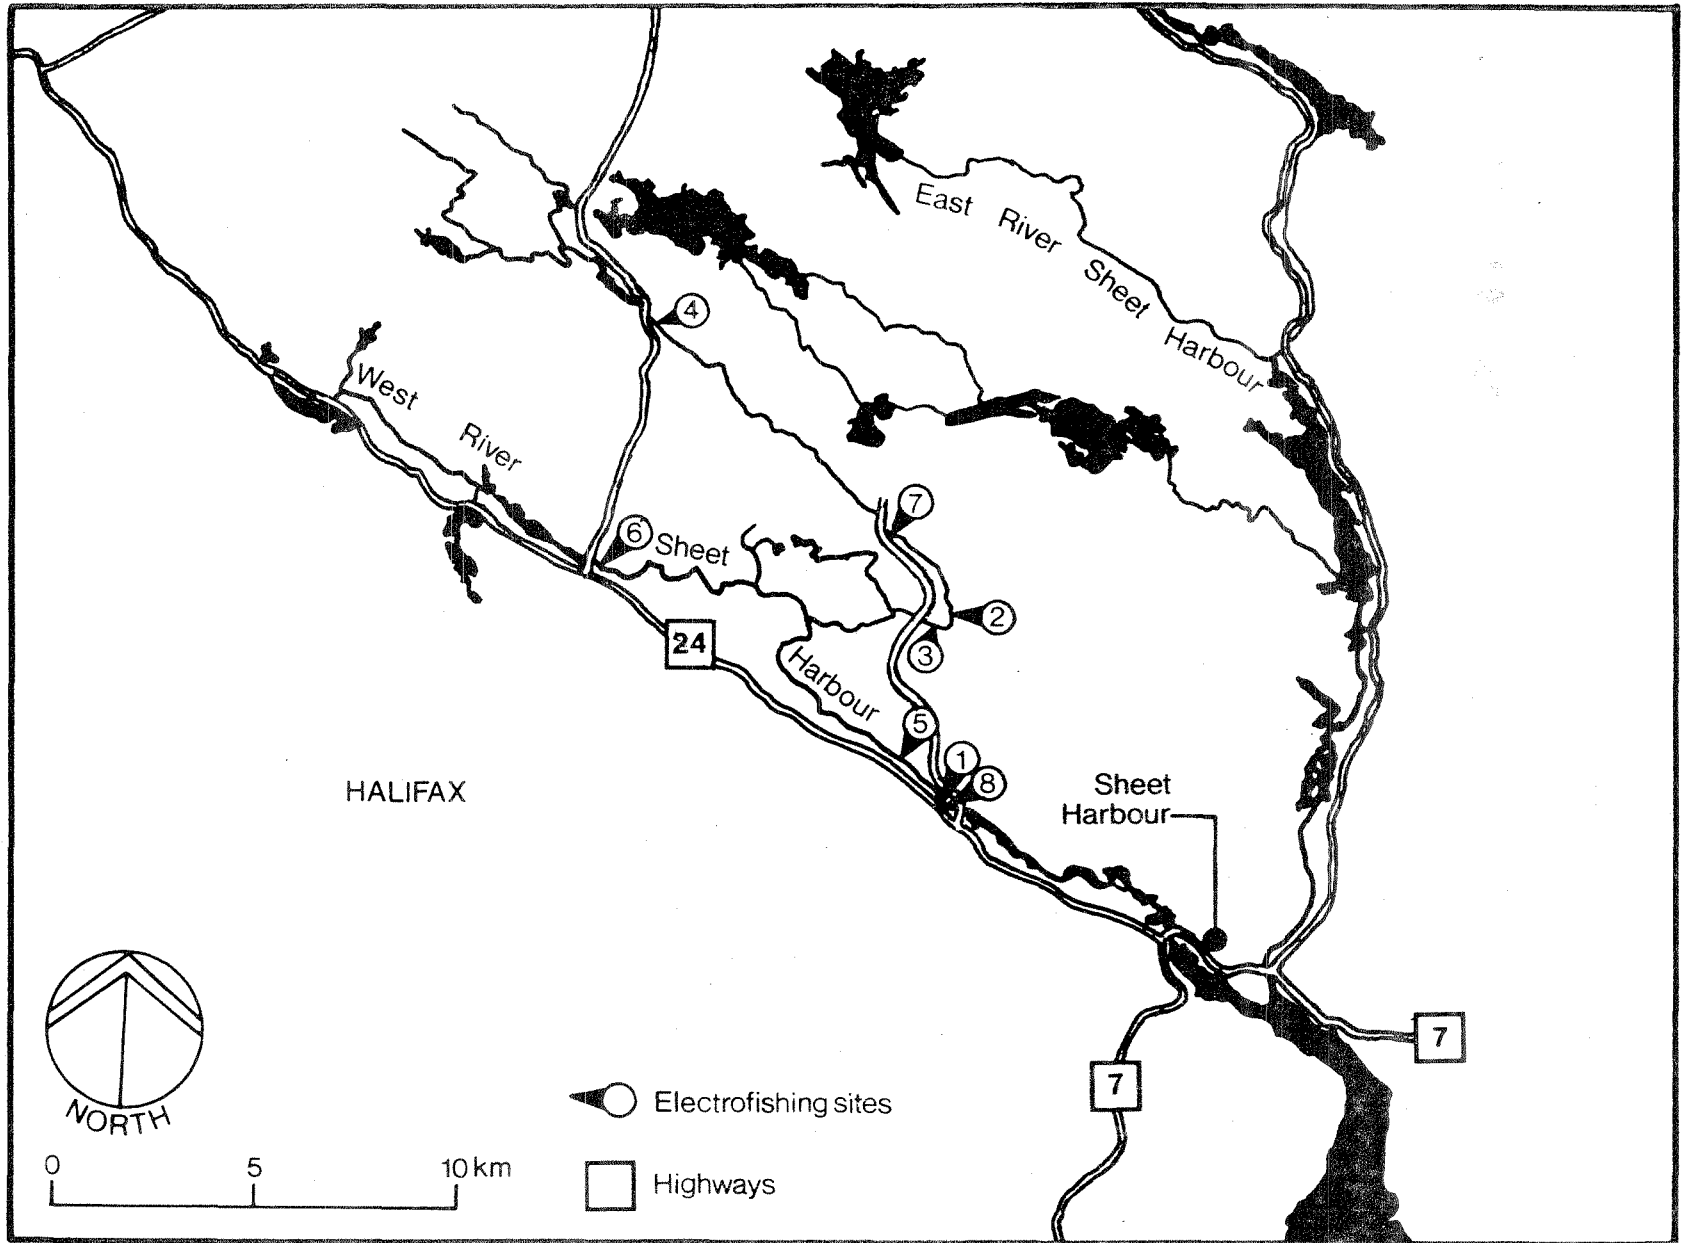 East River Sheet Harbour
4
West River Sheet Harbour
7
6
2
3
24
5
1
8
HALIFAX
Sheet
Harbour
7
7
NORTH
Electrofishing sites
0 5 10 km
Highways